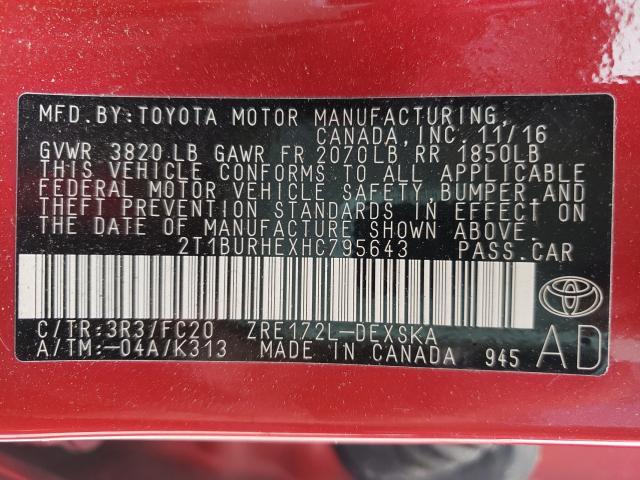 MFD. BY:TOYOTA MOTOR MANUFACTURING,
CANADA, INC. 11/16
GVWR 3820 LB GAWR FR 2070LB RR 1850LB
THIS VEHICLE CONFORMS TO ALL APPLICABLE
FEDERAL MOTOR VEHICLE SAFETY, BUMPER AND
THEFT PREVENTION STANDARDS IN EFFECT ON
THE DATE OF MANUFACTURE SHOWN ABOVE.
2T1BURHEXHC795643 PASS.CAR
C/TR:3R3/FC20 ZRE172L-DEXSKA
A/TM:-04A/K313 MADE IN CANADA 945 AD